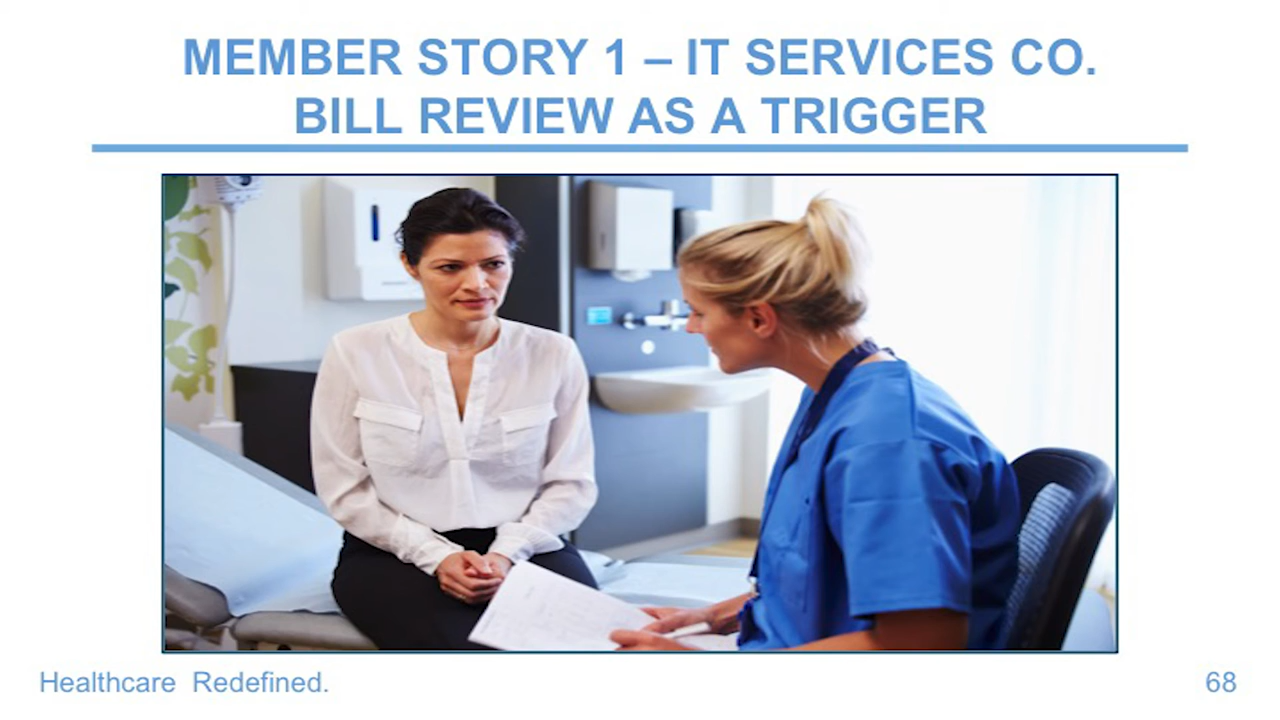 MEMBER STORY 1 – IT SERVICES CO.
BILL REVIEW AS A TRIGGER
Healthcare Redefined.
68